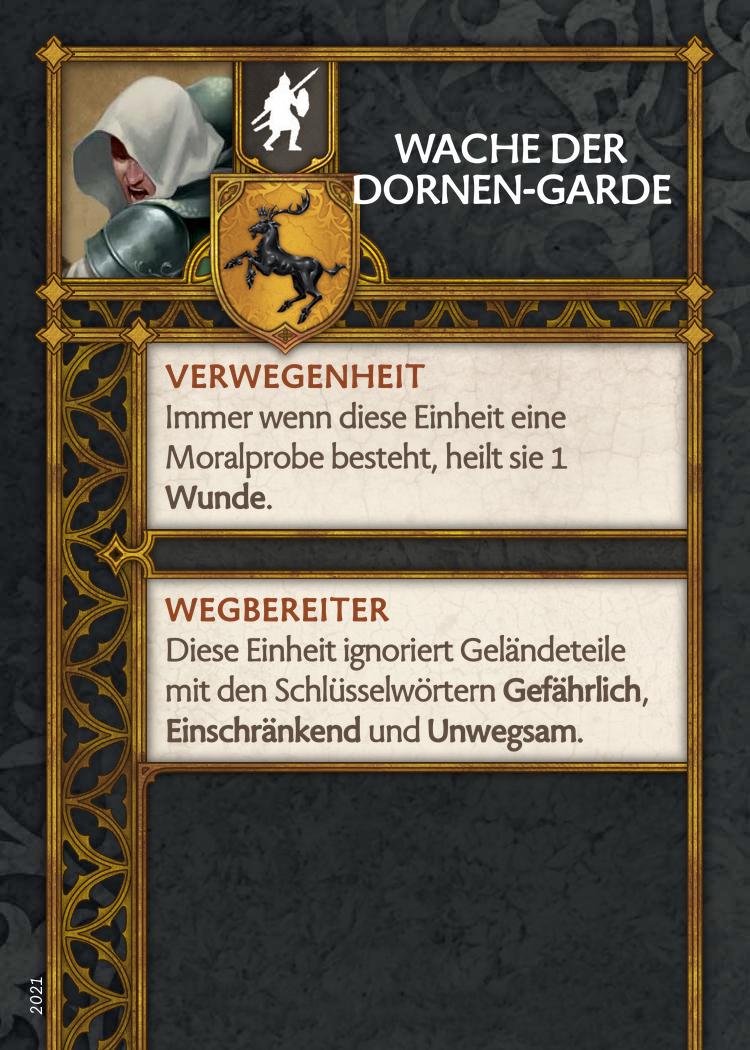 WACHE DER
DORNEN-GARDE
VERWEGENHEIT
Immer wenn diese Einheit eine
Moralprobe besteht, heilt sie 1
Wunde.
WEGBEREITER
Diese Einheit ignoriert Geländeteile
mit den Schlüsselwörtern Gefährlich,
Einschränkend und Unwegsam.
2021